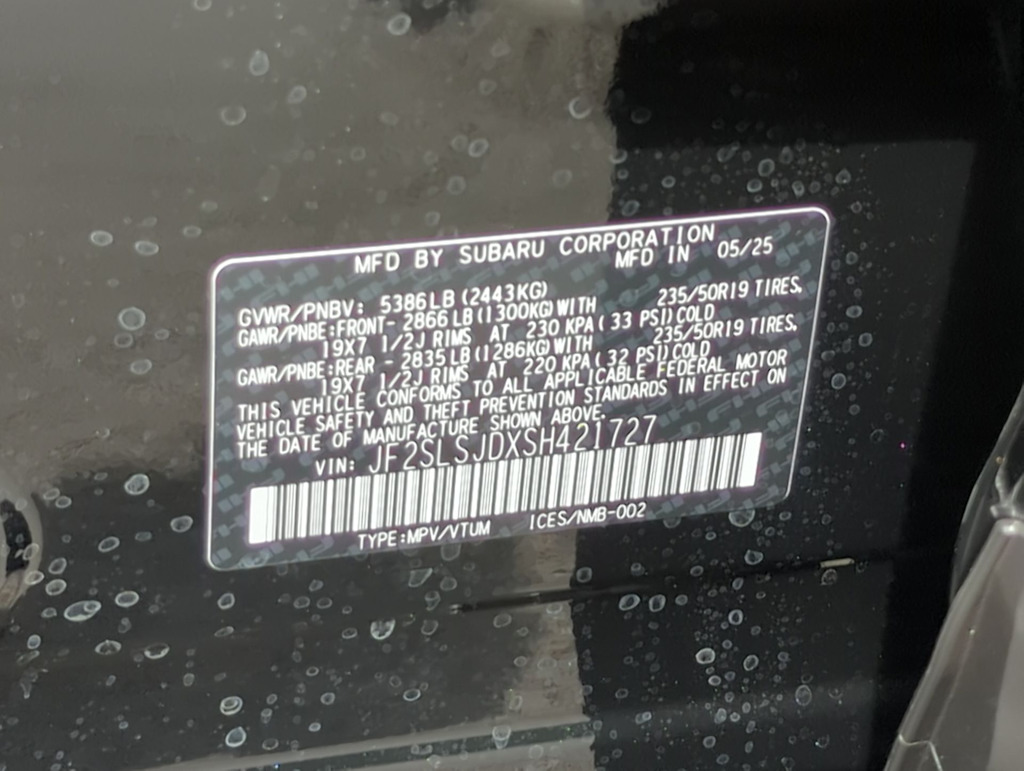 MFD BY SUBARU CORPORATION
MFD IN 05/25
GVWR/PNBV: 5386LB (2443KG)
GAWR/PNBE:FRONT- 2866LB (1300KG) WITH 235/50R19 TIRES,
19X7 1/2J RIMS AT 230 KPA (33 PSI) COLD
GAWR/PNBE:REAR - 2835LB (1286KG) WITH 235/50R19 TIRES,
19X7 1/2J RIMS AT 220 KPA (32 PSI) COLD
THIS VEHICLE CONFORMS TO ALL APPLICABLE FEDERAL MOTOR
VEHICLE SAFETY AND THEFT PREVENTION STANDARDS IN EFFECT ON
THE DATE OF MANUFACTURE SHOWN ABOVE.
VIN: JF2SLSJDXSH421727
TYPE:MPV/VTUM ICES/NMB-002